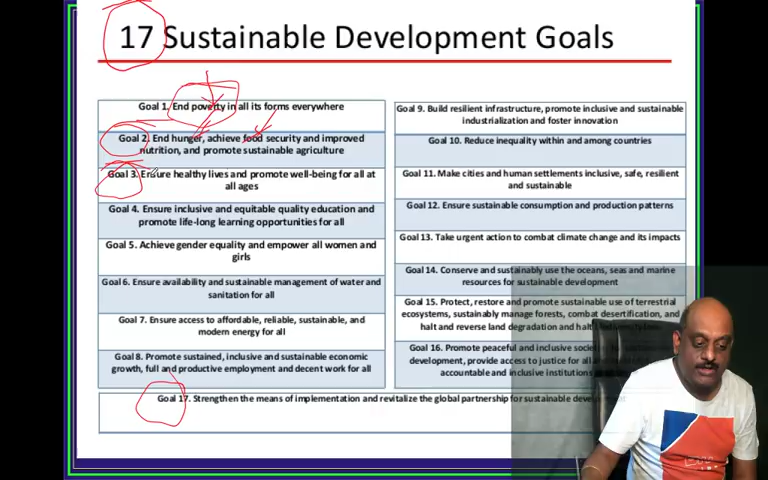 17 Sustainable Development Goals
Goal 1. End poverty in all its forms everywhere
Goal 2. End hunger, achieve food security and improved
nutrition, and promote sustainable agriculture
Goal 3. Ensure healthy lives and promote well-being for all at
all ages
Goal 4. Ensure inclusive and equitable quality education and
promote life-long learning opportunities for all
Goal 5. Achieve gender equality and empower all women and
girls
Goal 6. Ensure availability and sustainable management of water and
sanitation for all
Goal 7. Ensure access to affordable, reliable, sustainable, and
modern energy for all
Goal 8. Promote sustained, inclusive and sustainable economic
growth, full and productive employment and decent work for all
Goal 9. Build resilient infrastructure, promote inclusive and sustainable
industrialization and foster innovation
Goal 10. Reduce inequality within and among countries
Goal 11. Make cities and human settlements inclusive, safe, resilient
and sustainable
Goal 12. Ensure sustainable consumption and production patterns
Goal 13. Take urgent action to combat climate change and its impacts
Goal 14. Conserve and sustainably use the oceans, seas and marine
resources for sustainable development
Goal 15. Protect, restore and promote sustainable use of terrestrial
ecosystems, sustainably manage forests, combat desertification, and
halt and reverse land degradation and halt
Goal 16. Promote peaceful and inclusive
development, provide access to justice for all
accountable and inclusive institutions
Goal 17. Strengthen the means of implementation and revitalize the global partnership for sustainable